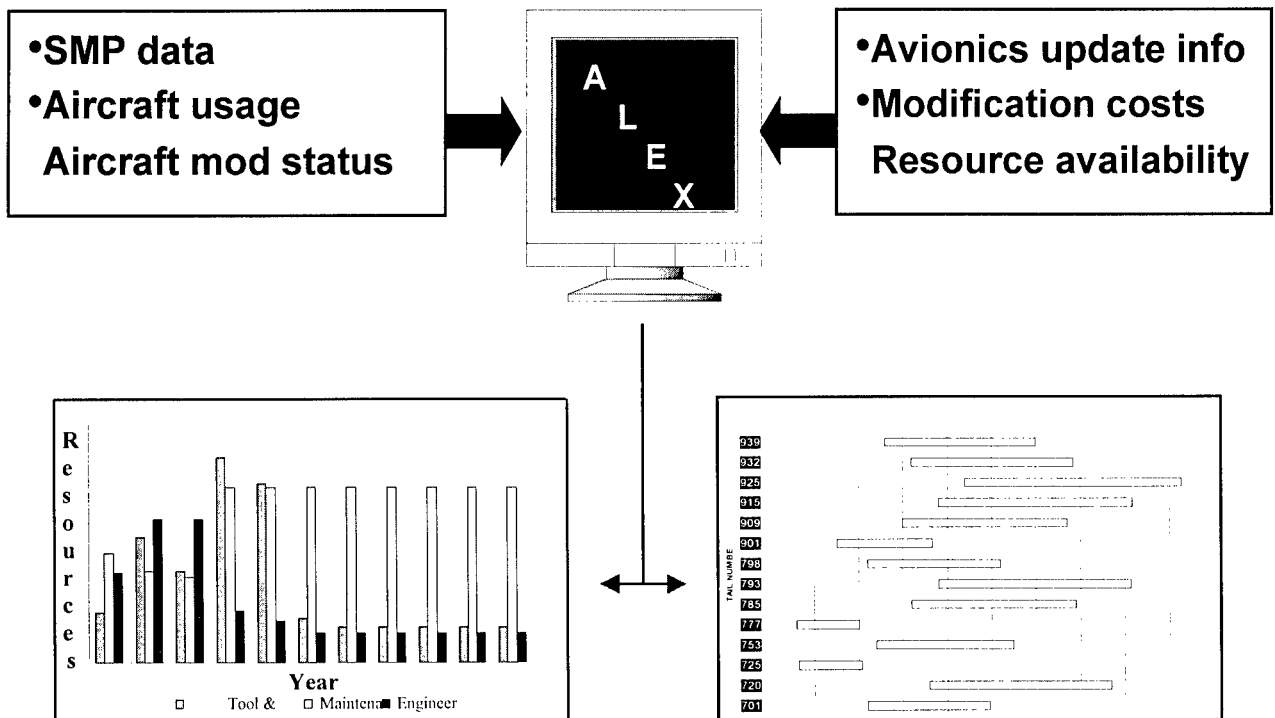 •SMP data
•Aircraft usage
Aircraft mod status
A
L
E
X
•Avionics update info
•Modification costs
Resource availability
Resources
Year
Tool & Maintena Engineer
TAIL NUMBE
939
932
925
915
909
901
798
793
785
777
753
725
720
701